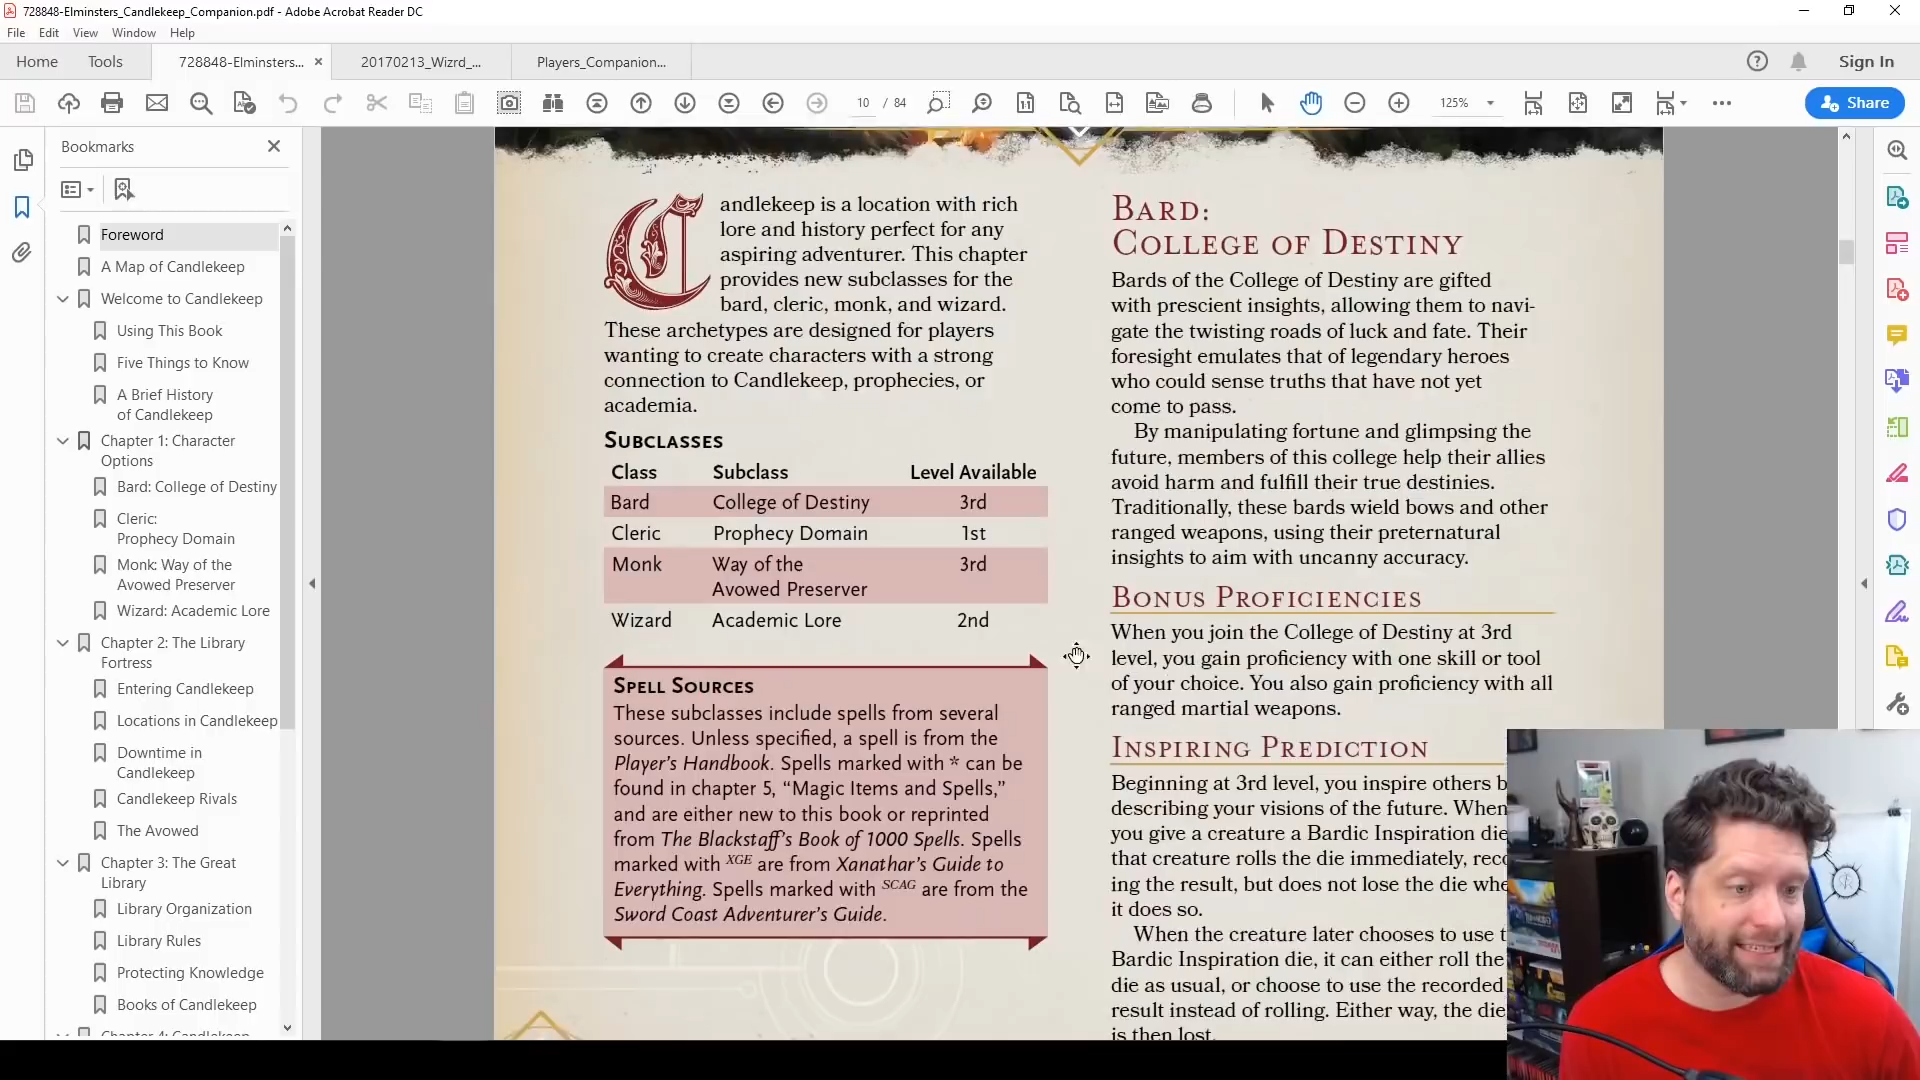 728848-Elminsters_Candlekeep_Companion.pdf - Adobe Acrobat Reader DC
File Edit View Window Help
Home Tools 728848-Elminsters... × 20170213_Wizrd_... Players_Companion... Sign In
10 / 84 125% Share
Bookmarks
Foreword
A Map of Candlekeep
Welcome to Candlekeep
Using This Book
Five Things to Know
A Brief History
of Candlekeep
Chapter 1: Character
Options
Bard: College of Destiny
Cleric:
Prophecy Domain
Monk: Way of the
Avowed Preserver
Wizard: Academic Lore
Chapter 2: The Library
Fortress
Entering Candlekeep
Locations in Candlekeep
Downtime in
Candlekeep
Candlekeep Rivals
The Avowed
Chapter 3: The Great
Library
Library Organization
Library Rules
Protecting Knowledge
Books of Candlekeep
Candlekeep is a location with rich
lore and history perfect for any
aspiring adventurer. This chapter
provides new subclasses for the
bard, cleric, monk, and wizard.
These archetypes are designed for players
wanting to create characters with a strong
connection to Candlekeep, prophecies, or
academia.
SUBCLASSES
Class Subclass Level Available
Bard College of Destiny 3rd
Cleric Prophecy Domain 1st
Monk Way of the 3rd
Avowed Preserver
Wizard Academic Lore 2nd
SPELL SOURCES
These subclasses include spells from several
sources. Unless specified, a spell is from the
Player's Handbook. Spells marked with * can be
found in chapter 5, “Magic Items and Spells,”
and are either new to this book or reprinted
from The Blackstaff's Book of 1000 Spells. Spells
marked with XGE are from Xanathar's Guide to
Everything. Spells marked with SCAG are from the
Sword Coast Adventurer's Guide.
BARD:
COLLEGE OF DESTINY
Bards of the College of Destiny are gifted
with prescient insights, allowing them to navi-
gate the twisting roads of luck and fate. Their
foresight emulates that of legendary heroes
who could sense truths that have not yet
come to pass.
By manipulating fortune and glimpsing the
future, members of this college help their allies
avoid harm and fulfill their true destinies.
Traditionally, these bards wield bows and other
ranged weapons, using their preternatural
insights to aim with uncanny accuracy.
BONUS PROFICIENCIES
When you join the College of Destiny at 3rd
level, you gain proficiency with one skill or tool
of your choice. You also gain proficiency with all
ranged martial weapons.
INSPIRING PREDICTION
Beginning at 3rd level, you inspire others b
describing your visions of the future. When
you give a creature a Bardic Inspiration die
that creature rolls the die immediately, reco
ing the result, but does not lose the die whe
it does so.
When the creature later chooses to use t
Bardic Inspiration die, it can either roll the
die as usual, or choose to use the recorded
result instead of rolling. Either way, the die
is then lost.